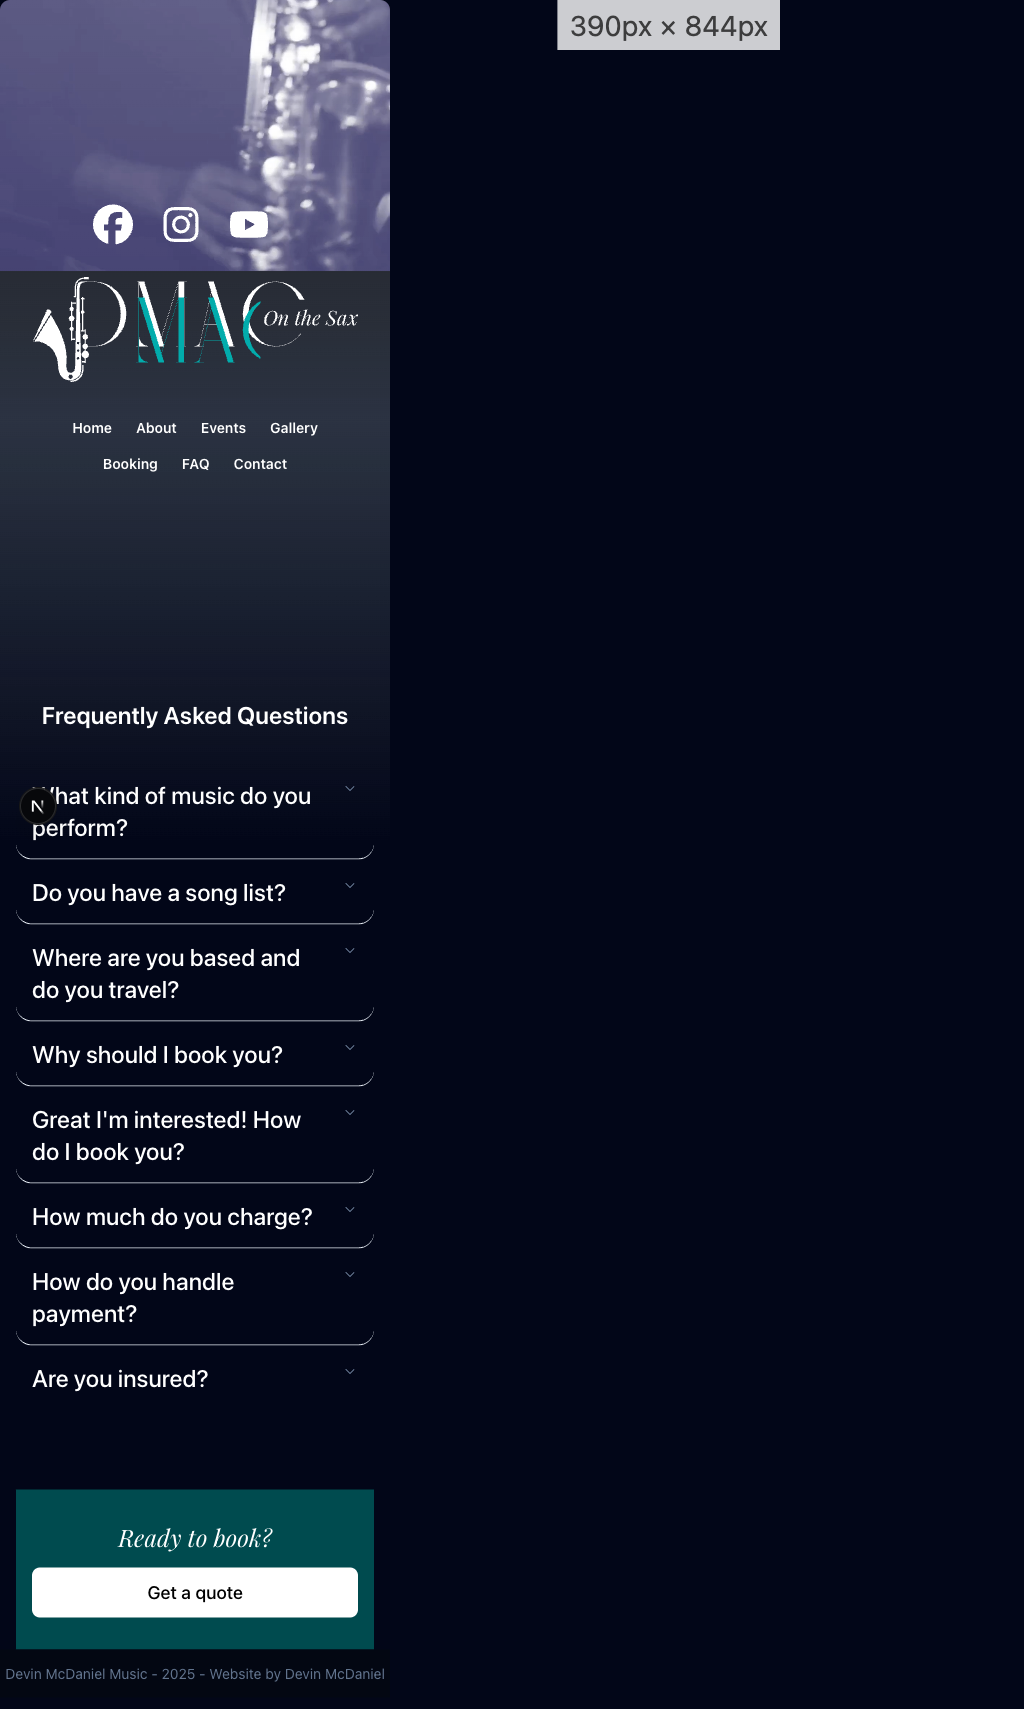 390px × 844px
DMAC On the Sax
Home About Events Gallery
Booking FAQ Contact
Frequently Asked Questions
What kind of music do you
perform?
Do you have a song list?
Where are you based and
do you travel?
Why should I book you?
Great I'm interested! How
do I book you?
How much do you charge?
How do you handle
payment?
Are you insured?
Ready to book?
Get a quote
Devin McDaniel Music - 2025 - Website by Devin McDaniel